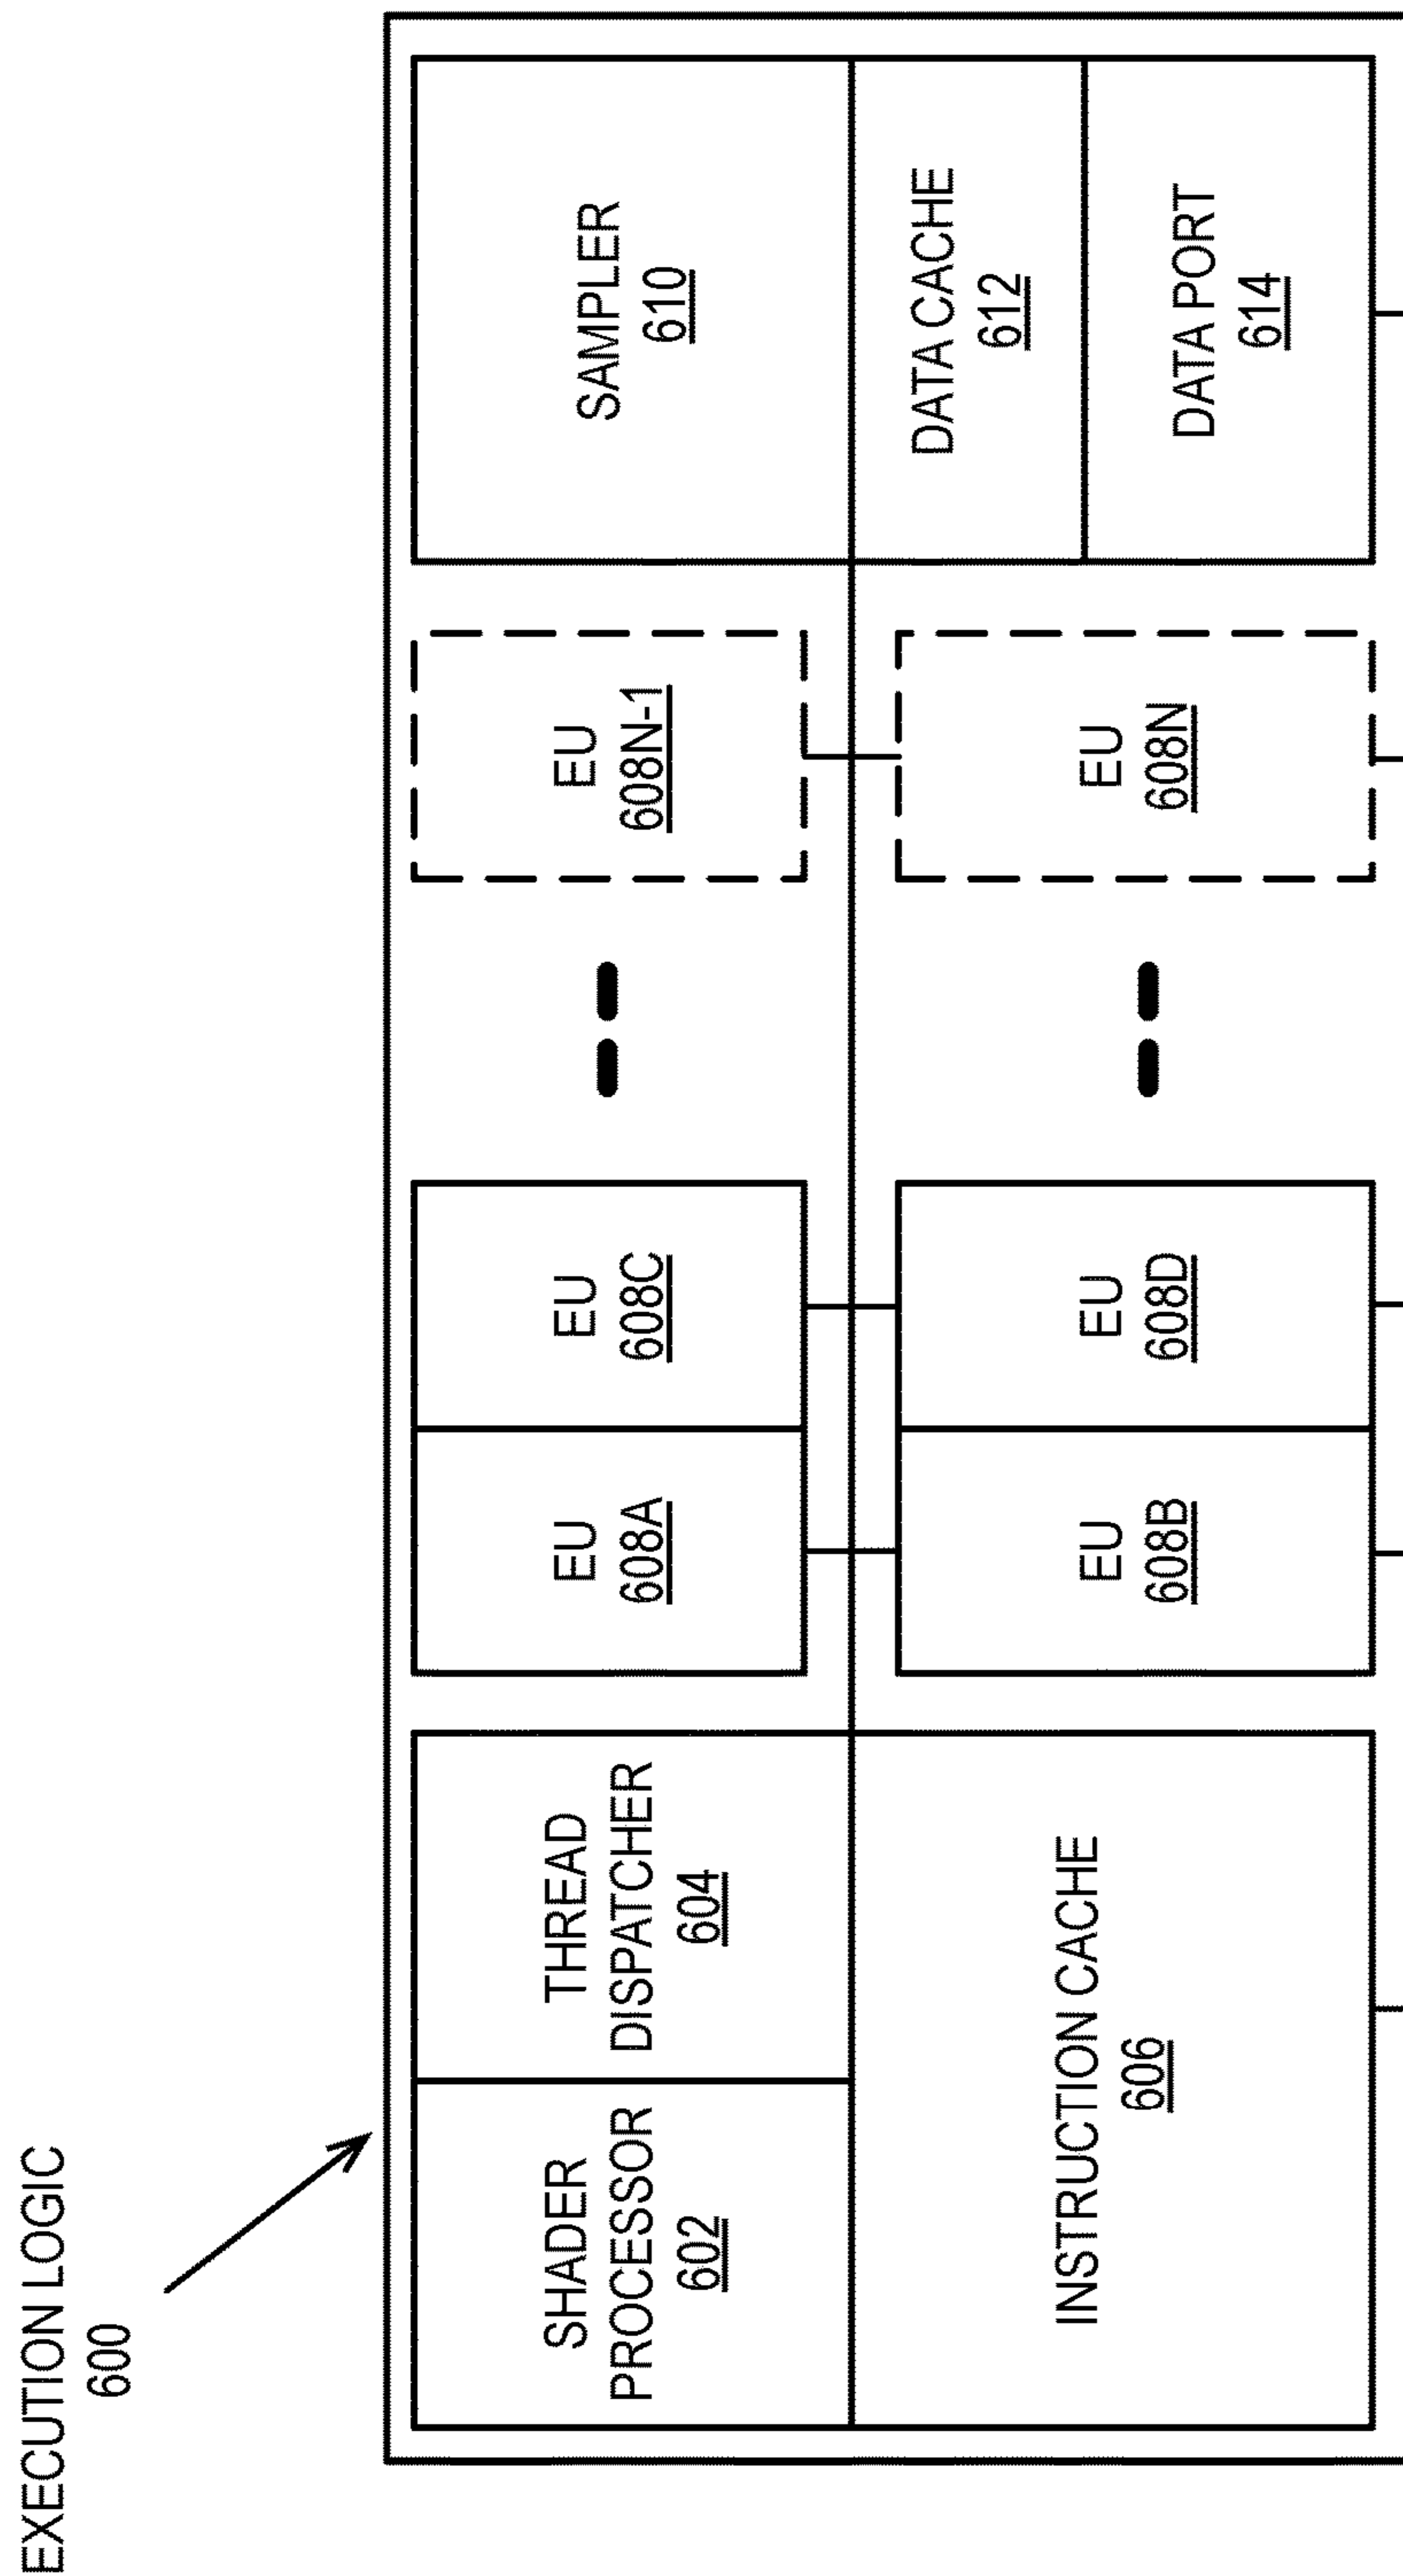 EXECUTION LOGIC
600
SHADER
PROCESSOR
602
THREAD
DISPATCHER
604
INSTRUCTION CACHE
606
EU
608A
EU
608C
EU
608N-1
EU
608B
EU
608D
EU
608N
SAMPLER
610
DATA CACHE
612
DATA PORT
614